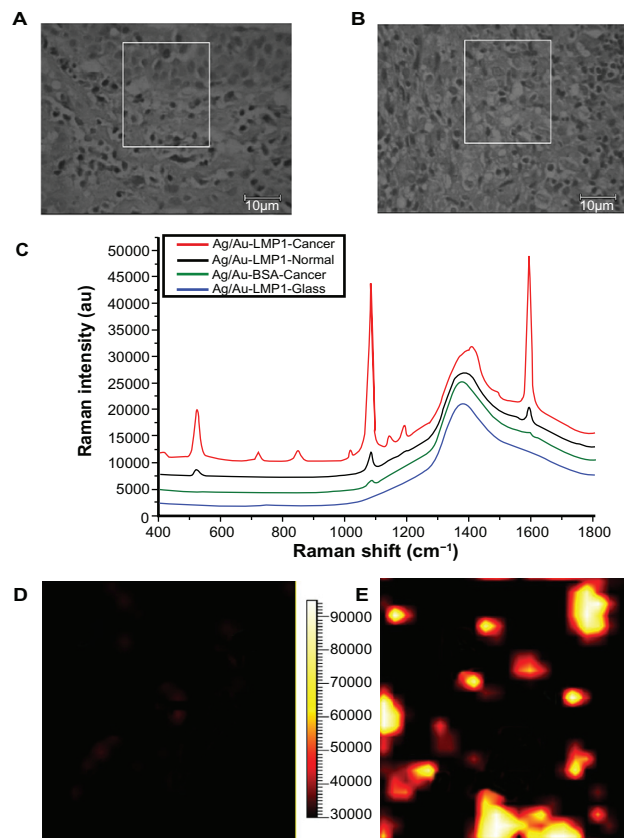 A
B
10µm
10µm
C
Ag/Au-LMP1-Cancer
Ag/Au-LMP1-Normal
Ag/Au-BSA-Cancer
Ag/Au-LMP1-Glass
50000
45000
40000
35000
30000
25000
20000
15000
10000
5000
0
Raman intensity (au)
400 600 800 1000 1200 1400 1600 1800
Raman shift (cm⁻¹)
D
E
90000
80000
70000
60000
50000
40000
30000